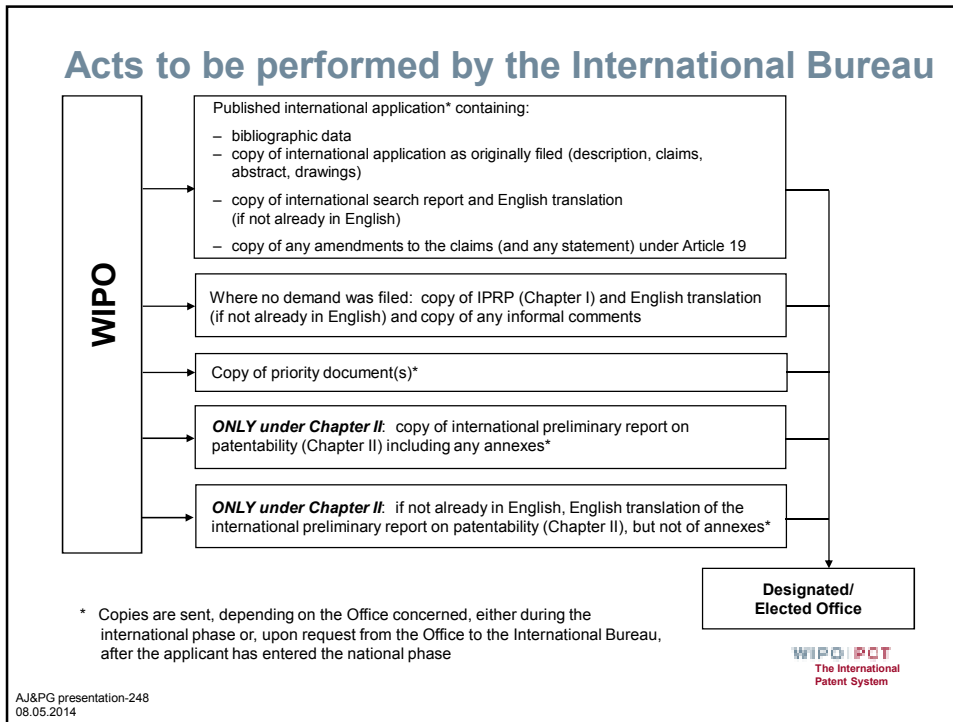 Acts to be performed by the International Bureau
WIPO
Published international application* containing:
– bibliographic data
– copy of international application as originally filed (description, claims,
abstract, drawings)
– copy of international search report and English translation
(if not already in English)
– copy of any amendments to the claims (and any statement) under Article 19
Where no demand was filed: copy of IPRP (Chapter I) and English translation
(if not already in English) and copy of any informal comments
Copy of priority document(s)*
ONLY under Chapter II: copy of international preliminary report on
patentability (Chapter II) including any annexes*
ONLY under Chapter II: if not already in English, English translation of the
international preliminary report on patentability (Chapter II), but not of annexes*
Designated/
Elected Office
* Copies are sent, depending on the Office concerned, either during the
international phase or, upon request from the Office to the International Bureau,
after the applicant has entered the national phase
WIPO|PCT
The International
Patent System
AJ&PG presentation-248
08.05.2014